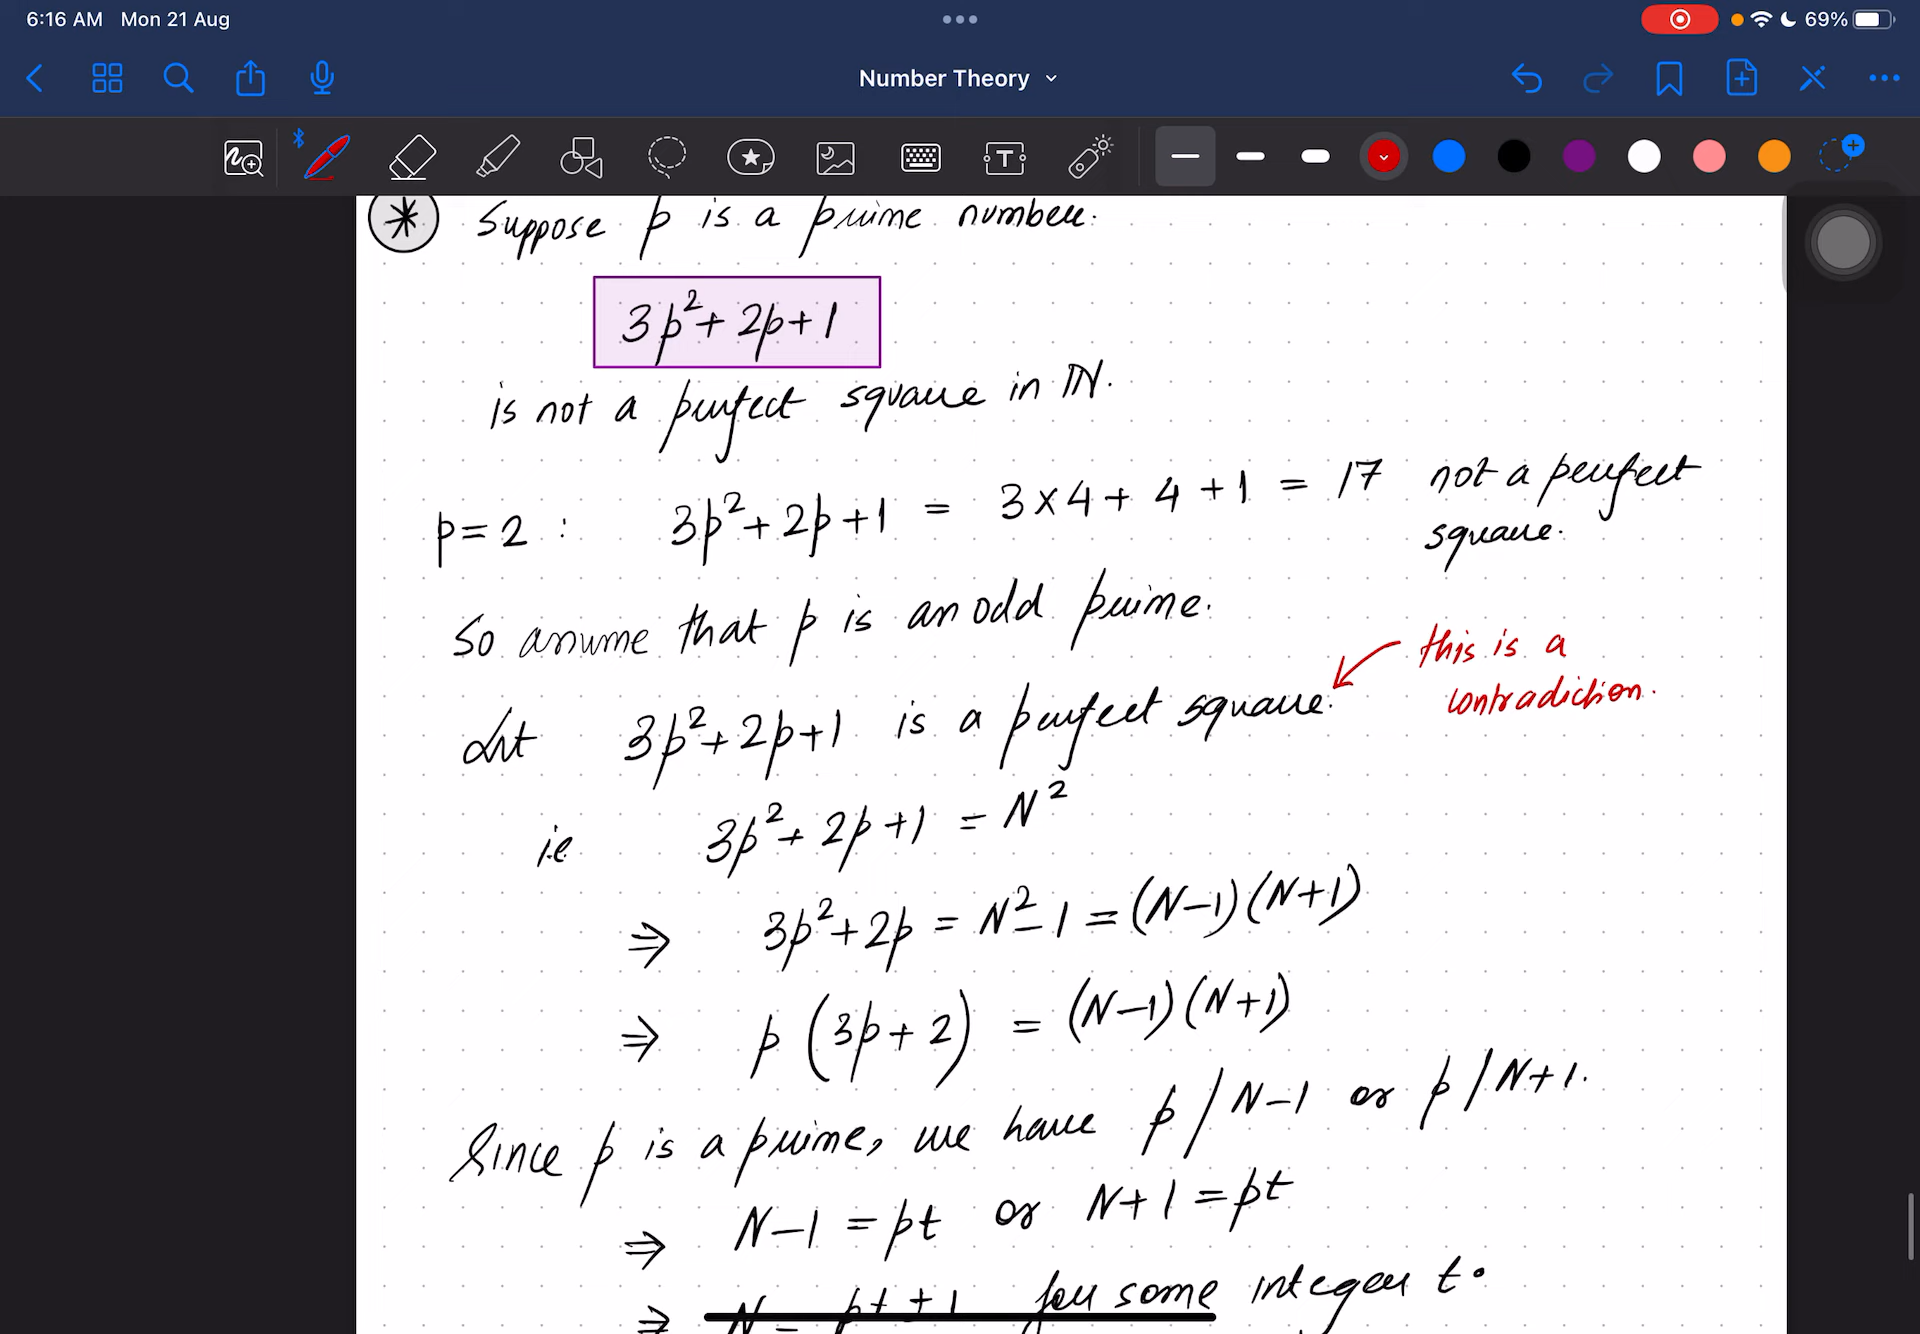 6:16 AM Mon 21 Aug
69%
Number Theory
Suppose p is a prime number.
3p²+2p+1
is not a perfect square in ℕ.
p=2 : 3p²+2p+1 = 3×4+4+1 = 17 not a perfect
square.
So assume that p is an odd prime.
this is a
contradiction.
Let 3p²+2p+1 is a perfect square.
ie 3p²+2p+1 = N²
⇒ 3p²+2p = N²-1 = (N-1)(N+1)
⇒ p(3p+2) = (N-1)(N+1)
Since p is a prime, we have p/N-1 or p/N+1.
⇒ N-1 = pt or N+1 = pt
for some integer t.
⇒ N = pt ± 1